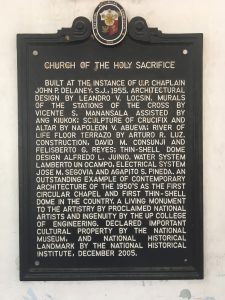 CHURCH OF THE HOLY SACRIFICE
BUILT AT THE INSTANCE OF U.P. CHAPLAIN
JOHN P. DELANEY, S.J., 1955. ARCHITECTURAL
DESIGN BY LEANDRO V. LOCSIN, MURALS
OF THE STATIONS OF THE CROSS BY
VICENTE S. MANANSALA ASSISTED BY
ANG KIUKOK; SCULPTURE OF CRUCIFIX AND
ALTAR BY NAPOLEON V. ABUEVA; RIVER OF
LIFE FLOOR TERRAZO BY ARTURO R. LUZ,
CONSTRUCTION, DAVID M. CONSUNJI AND
FELISBERTO G. REYES; THIN-SHELL DOME
DESIGN ALFREDO L. JUINIO, WATER SYSTEM
LAMBERTO UN OCAMPO, ELECTRICAL SYSTEM
JOSE M. SEGOVIA AND AGAPITO S. PINEDA. AN
OUTSTANDING EXAMPLE OF CONTEMPORARY
ARCHITECTURE OF THE 1950'S AS THE FIRST
CIRCULAR CHAPEL AND FIRST THIN-SHELL
DOME IN THE COUNTRY. A LIVING MONUMENT
TO THE ARTISTRY BY PROCLAIMED NATIONAL
ARTISTS AND INGENUITY BY THE UP COLLEGE
OF ENGINEERING. DECLARED IMPORTANT
CULTURAL PROPERTY BY THE NATIONAL
MUSEUM, AND NATIONAL HISTORICAL
LANDMARK BY THE NATIONAL HISTORICAL
INSTITUTE, DECEMBER 2005.